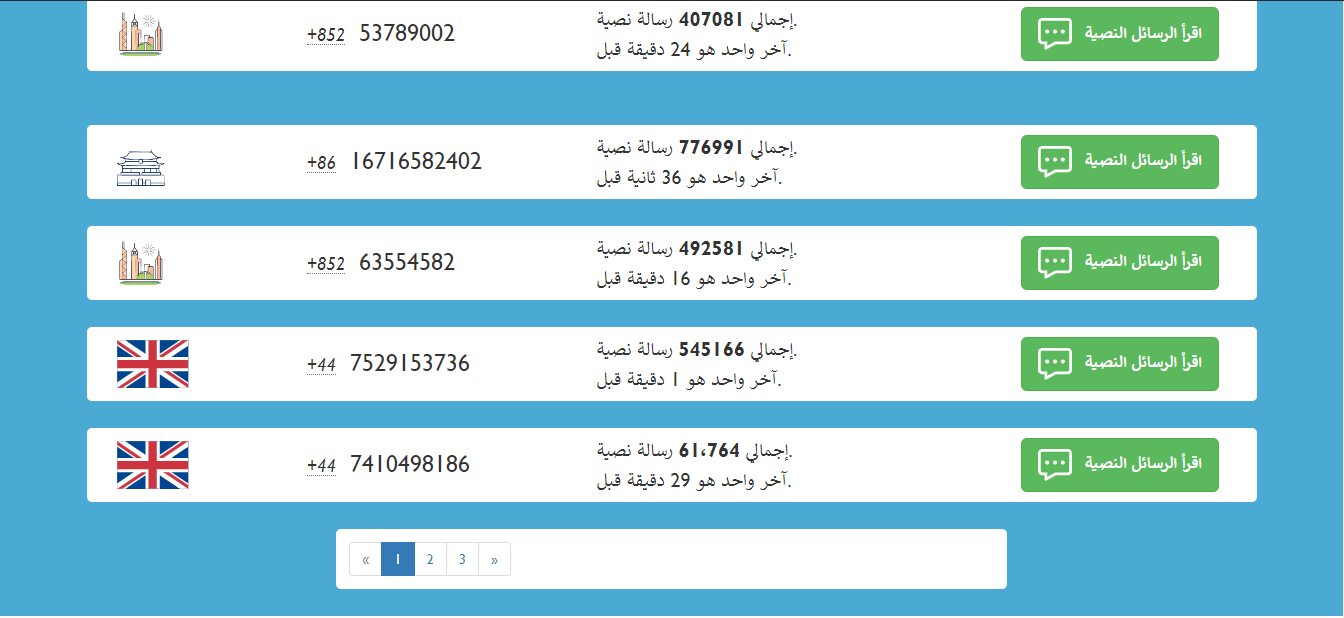 +852 53789002
إجمالي 407081 رسالة نصية.
آخر واحد هو 24 دقيقة قبل.
اقرأ الرسائل النصية
+86 16716582402
إجمالي 776991 رسالة نصية.
آخر واحد هو 36 ثانية قبل.
اقرأ الرسائل النصية
+852 63554582
إجمالي 492581 رسالة نصية.
آخر واحد هو 16 دقيقة قبل.
اقرأ الرسائل النصية
+44 7529153736
إجمالي 545166 رسالة نصية.
آخر واحد هو 1 دقيقة قبل.
اقرأ الرسائل النصية
+44 7410498186
إجمالي 61،764 رسالة نصية.
آخر واحد هو 29 دقيقة قبل.
اقرأ الرسائل النصية
« 1 2 3 »